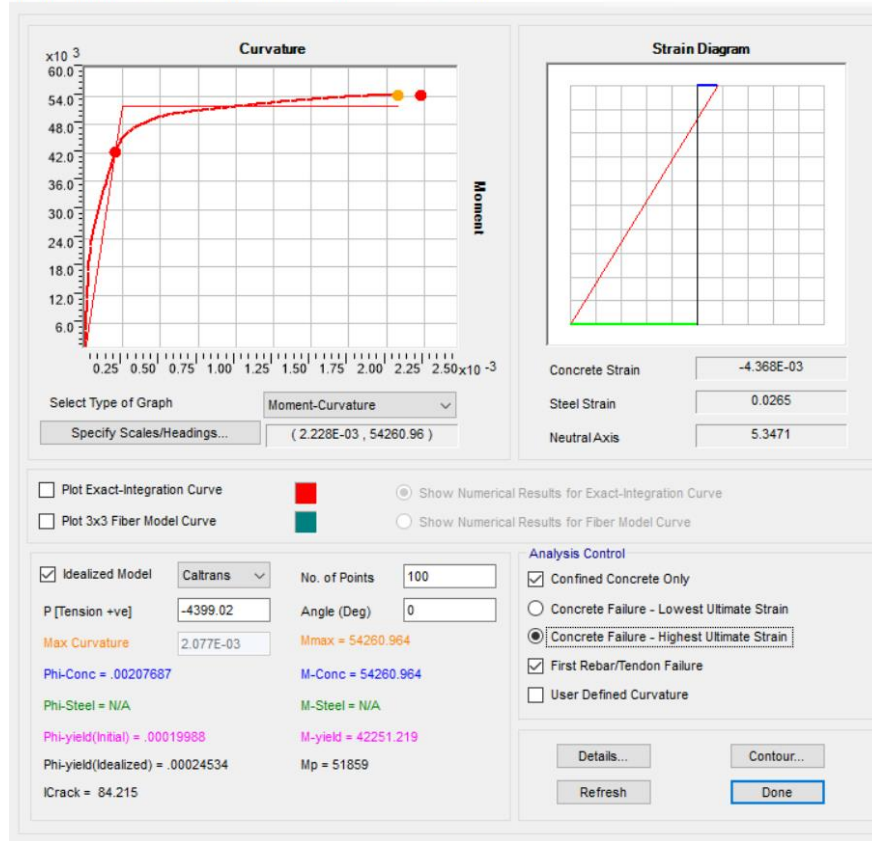 Curvature
x10 3
60.0
54.0
48.0
42.0
36.0
30.0
24.0
18.0
12.0
6.0
Moment
0.25 0.50 0.75 1.00 1.25 1.50 1.75 2.00 2.25 2.50 x10 -3
Select Type of Graph Moment-Curvature
Specify Scales/Headings... ( 2.228E-03 , 54260.96 )
Strain Diagram
Concrete Strain -4.368E-03
Steel Strain 0.0265
Neutral Axis 5.3471
Plot Exact-Integration Curve Show Numerical Results for Exact-Integration Curve
Plot 3x3 Fiber Model Curve Show Numerical Results for Fiber Model Curve
Idealized Model Caltrans No. of Points 100
P [Tension +ve] -4399.02 Angle (Deg) 0
Max Curvature 2.077E-03 Mmax = 54260.964
Phi-Conc = .00207687 M-Conc = 54260.964
Phi-Steel = N/A M-Steel = N/A
Phi-yield(Initial) = .00019988 M-yield = 42251.219
Phi-yield(Idealized) = .00024534 Mp = 51859
ICrack = 84.215
Analysis Control
Confined Concrete Only
Concrete Failure - Lowest Ultimate Strain
Concrete Failure - Highest Ultimate Strain
First Rebar/Tendon Failure
User Defined Curvature
Details... Contour...
Refresh Done